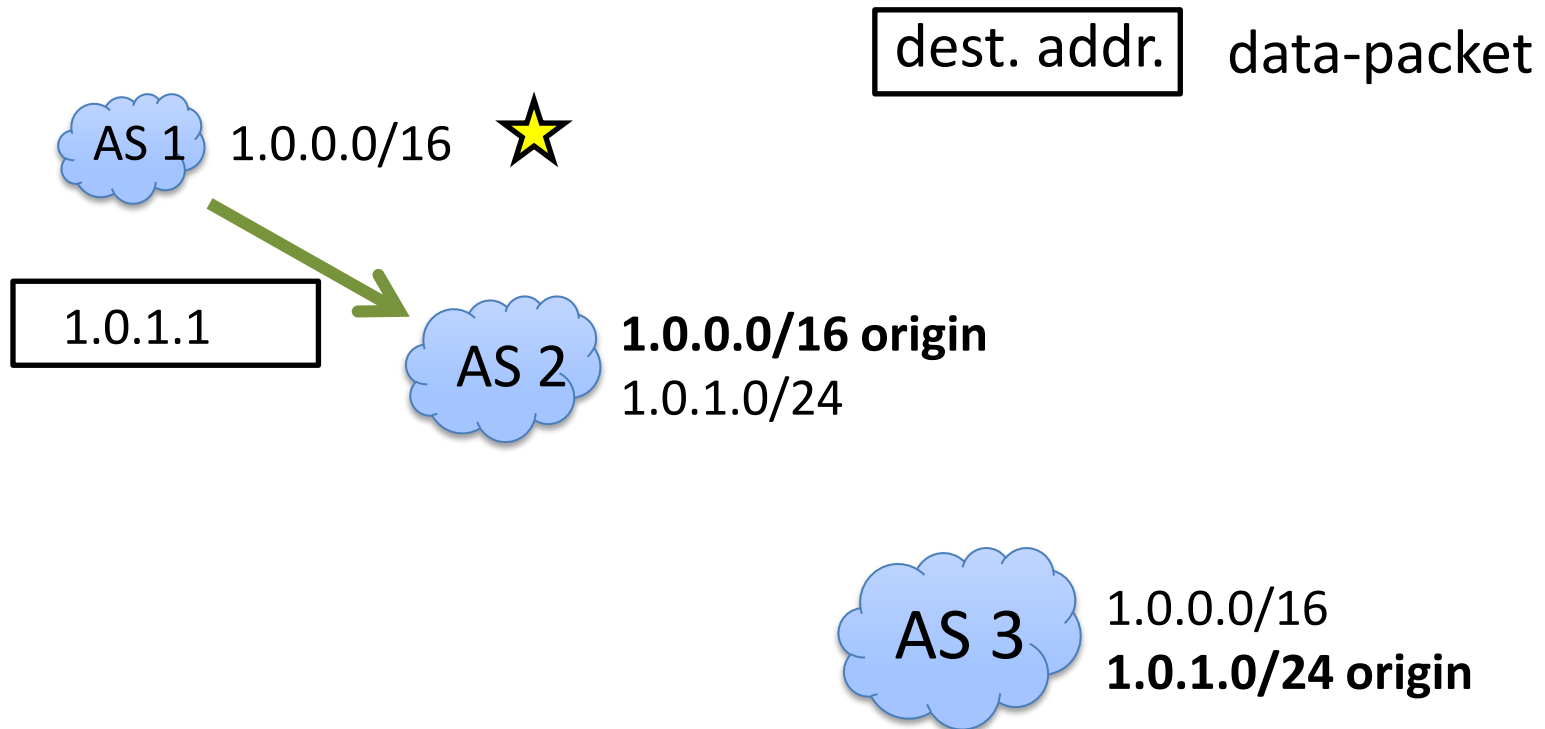 dest. addr. data-packet
AS 1 1.0.0.0/16
1.0.1.1
AS 2
1.0.0.0/16 origin
1.0.1.0/24
AS 3
1.0.0.0/16
1.0.1.0/24 origin